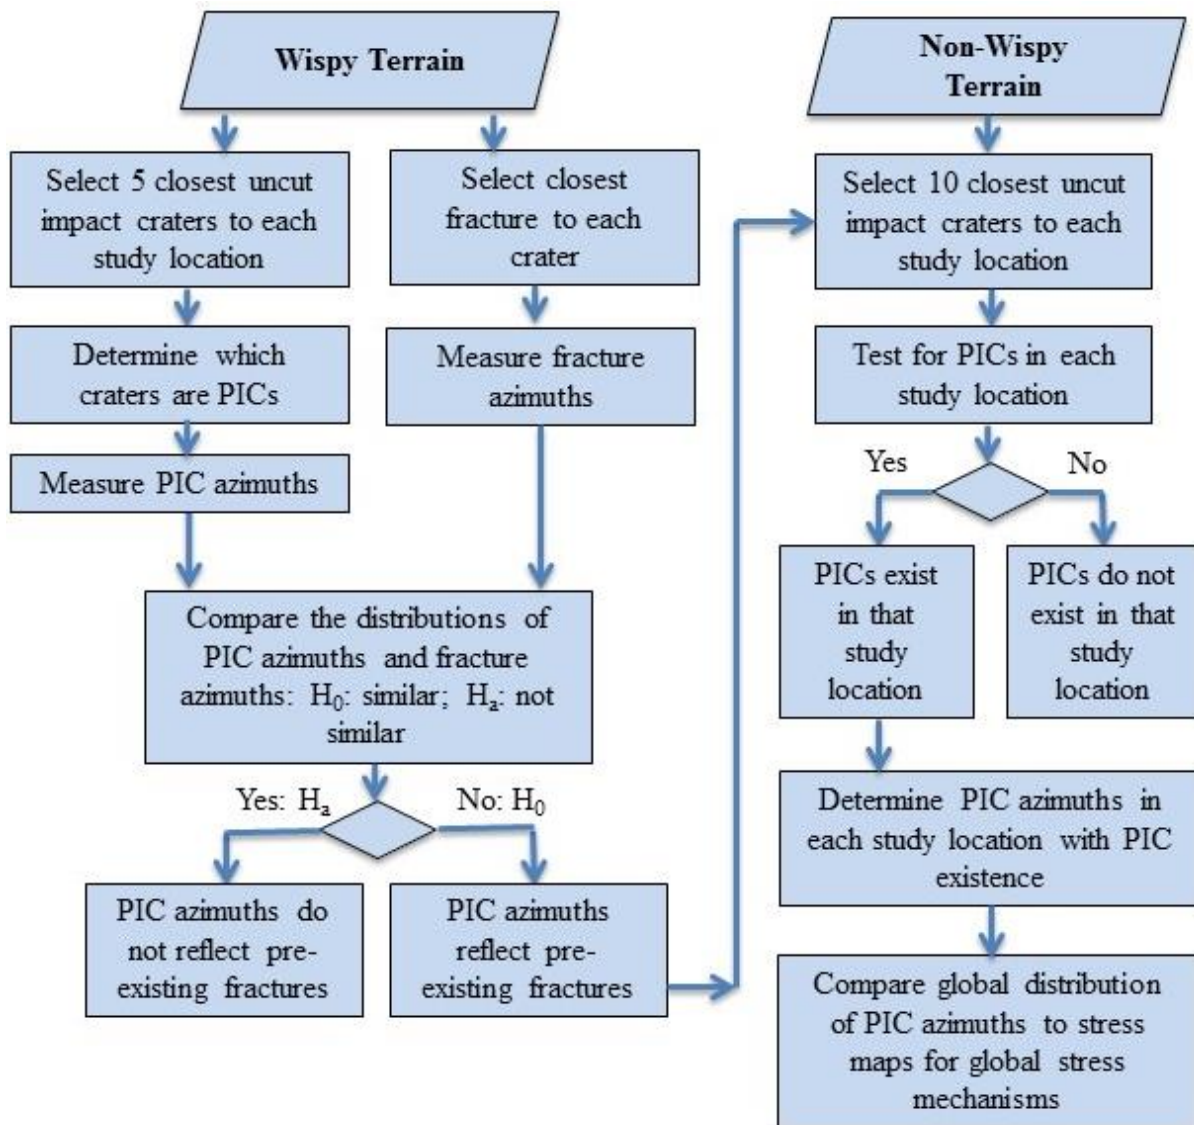 Wispy Terrain
Select 5 closest uncut
impact craters to each
study location
Determine which
craters are PICs
Measure PIC azimuths
Select closest
fracture to each
crater
Measure fracture
azimuths
Compare the distributions of
PIC azimuths and fracture
azimuths: H₀: similar; Hₐ: not
similar
Yes: Hₐ
No: H₀
PIC azimuths do
not reflect pre-
existing fractures
PIC azimuths
reflect pre-
existing fractures
Non-Wispy
Terrain
Select 10 closest uncut
impact craters to each
study location
Test for PICs in each
study location
Yes
No
PICs exist
in that
study
location
PICs do not
exist in that
study
location
Determine PIC azimuths in
each study location with PIC
existence
Compare global distribution
of PIC azimuths to stress
maps for global stress
mechanisms